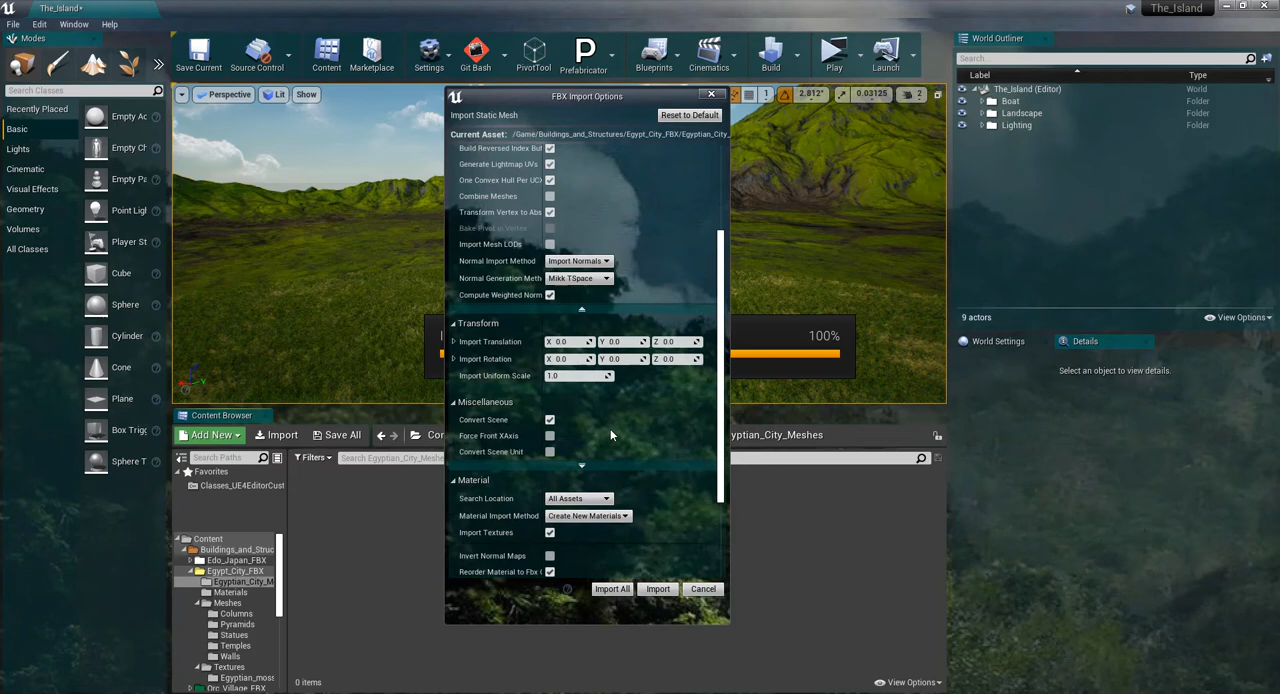 The_Island*
The_Island
File Edit Window Help
Modes
Search Classes
Recently Placed
Basic
Lights
Cinematic
Visual Effects
Geometry
Volumes
All Classes
Empty Ac
Empty Ch
Empty Pa
Point Ligh
Player St
Cube
Sphere
Cylinder
Cone
Plane
Box Trigg
Sphere T
Save Current
Source Control
Content
Marketplace
Settings
Git Bash
PivotTool
Prefabricator
Blueprints
Cinematics
Build
Play
Launch
Perspective Lit Show
1 2.812° 0.03125 2
FBX Import Options
Import Static Mesh
Reset to Default
Current Asset: /Game/Buildings_and_Structures/Egypt_City_FBX/Egyptian_City_
Build Reversed Index Buf
Generate Lightmap UVs
One Convex Hull Per UCX
Combine Meshes
Transform Vertex to Abs
Bake Pivot in Vertex
Import Mesh LODs
Normal Import Method Import Normals
Normal Generation Meth Mikk TSpace
Compute Weighted Norm
Transform
Import Translation X 0.0 Y 0.0 Z 0.0
Import Rotation X 0.0 Y 0.0 Z 0.0
Import Uniform Scale 1.0
Miscellaneous
Convert Scene
Force Front XAxis
Convert Scene Unit
Material
Search Location All Assets
Material Import Method Create New Materials
Import Textures
Invert Normal Maps
Reorder Material to Fbx
Import All Import Cancel
100%
World Outliner
Search...
Label Type
The_Island (Editor) World
Boat Folder
Landscape Folder
Lighting Folder
9 actors
View Options
World Settings
Details
Select an object to view details.
Content Browser
Add New Import Save All Con
yptian_City_Meshes
Search Paths
Filters
Search Egyptian_City_Meshe
Favorites
Classes_UE4EditorCust
Content
Buildings_and_Struc
Edo_Japan_FBX
Egypt_City_FBX
Egyptian_City_M
Materials
Meshes
Columns
Pyramids
Statues
Temples
Walls
Textures
Egyptian_moss
Orc_Village_FBX
0 items
View Options